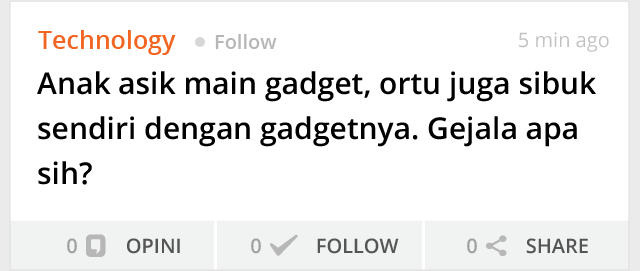 Technology Follow 5 min ago
Anak asik main gadget, ortu juga sibuk
sendiri dengan gadgetnya. Gejala apa
sih?
0 OPINI 0 FOLLOW 0 SHARE